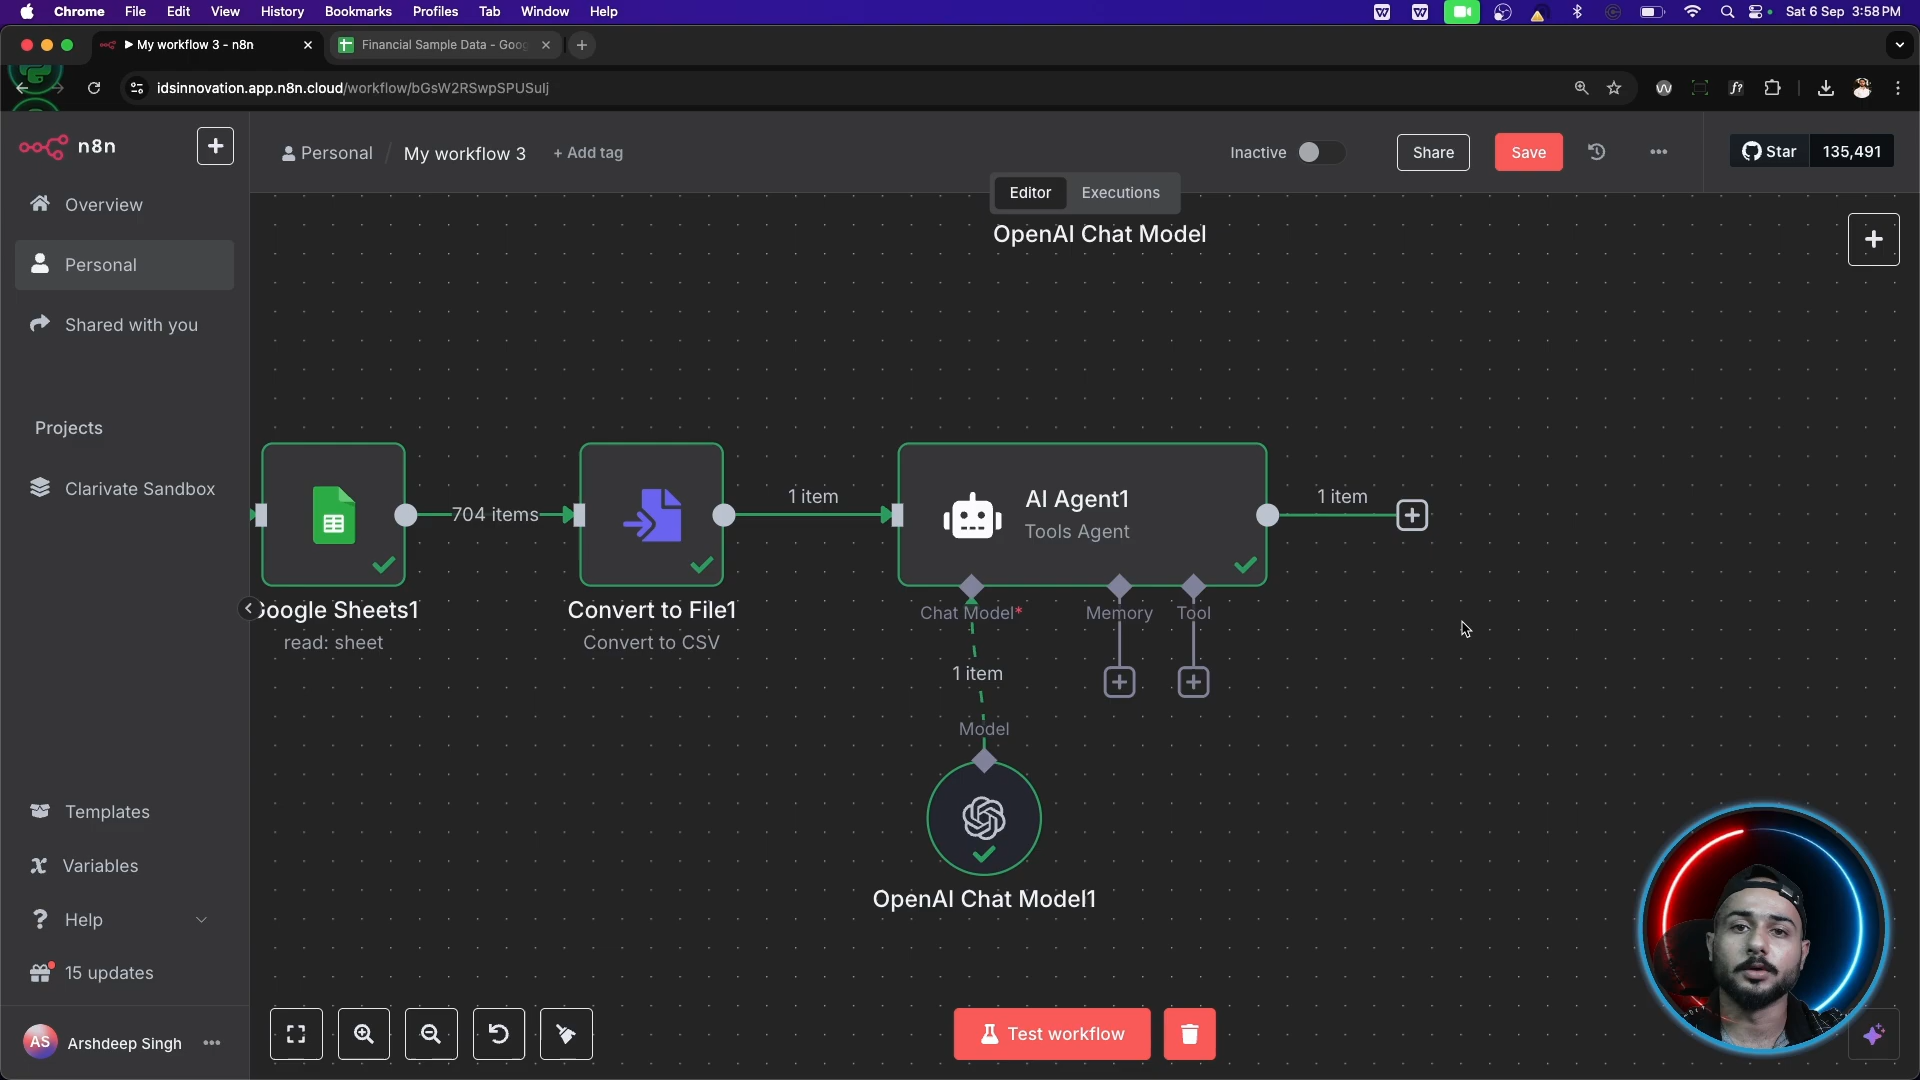 Chrome File Edit View History Bookmarks Profiles Tab Window Help
Sat 6 Sep 3:58 PM
My workflow 3 - n8n
Financial Sample Data - Goog
idsinnovation.app.n8n.cloud/workflow/bGsW2RSwpSPUSulj
f?
n8n
Personal / My workflow 3 + Add tag
Inactive
Share
Save
Star 135,491
Editor Executions
OpenAI Chat Model
Overview
Personal
Shared with you
Projects
Clarivate Sandbox
704 items
1 item
AI Agent1
Tools Agent
1 item
Google Sheets1
read: sheet
Convert to File1
Convert to CSV
Chat Model*
Memory
Tool
1 item
Model
OpenAI Chat Model1
Templates
Variables
Help
15 updates
AS Arshdeep Singh
Test workflow